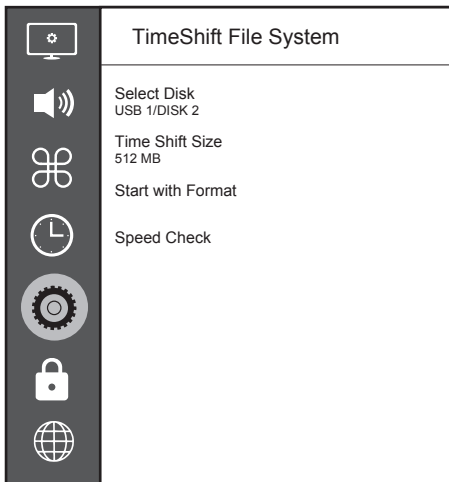 TimeShift File System
Select Disk
USB 1/DISK 2
Time Shift Size
512 MB
Start with Format
Speed Check